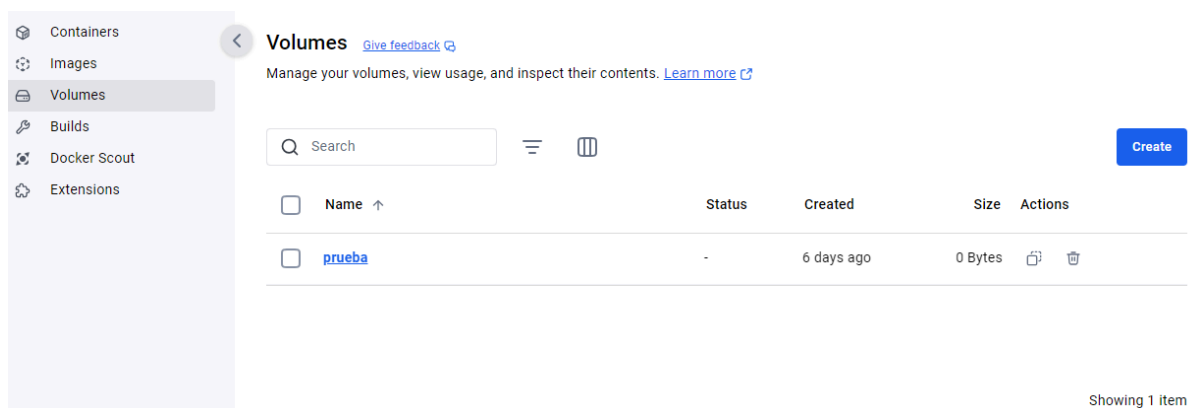 Containers
Images
Volumes
Builds
Docker Scout
Extensions
Volumes Give feedback
Manage your volumes, view usage, and inspect their contents. Learn more
Search
Create
Name Status Created Size Actions
prueba - 6 days ago 0 Bytes
Showing 1 item